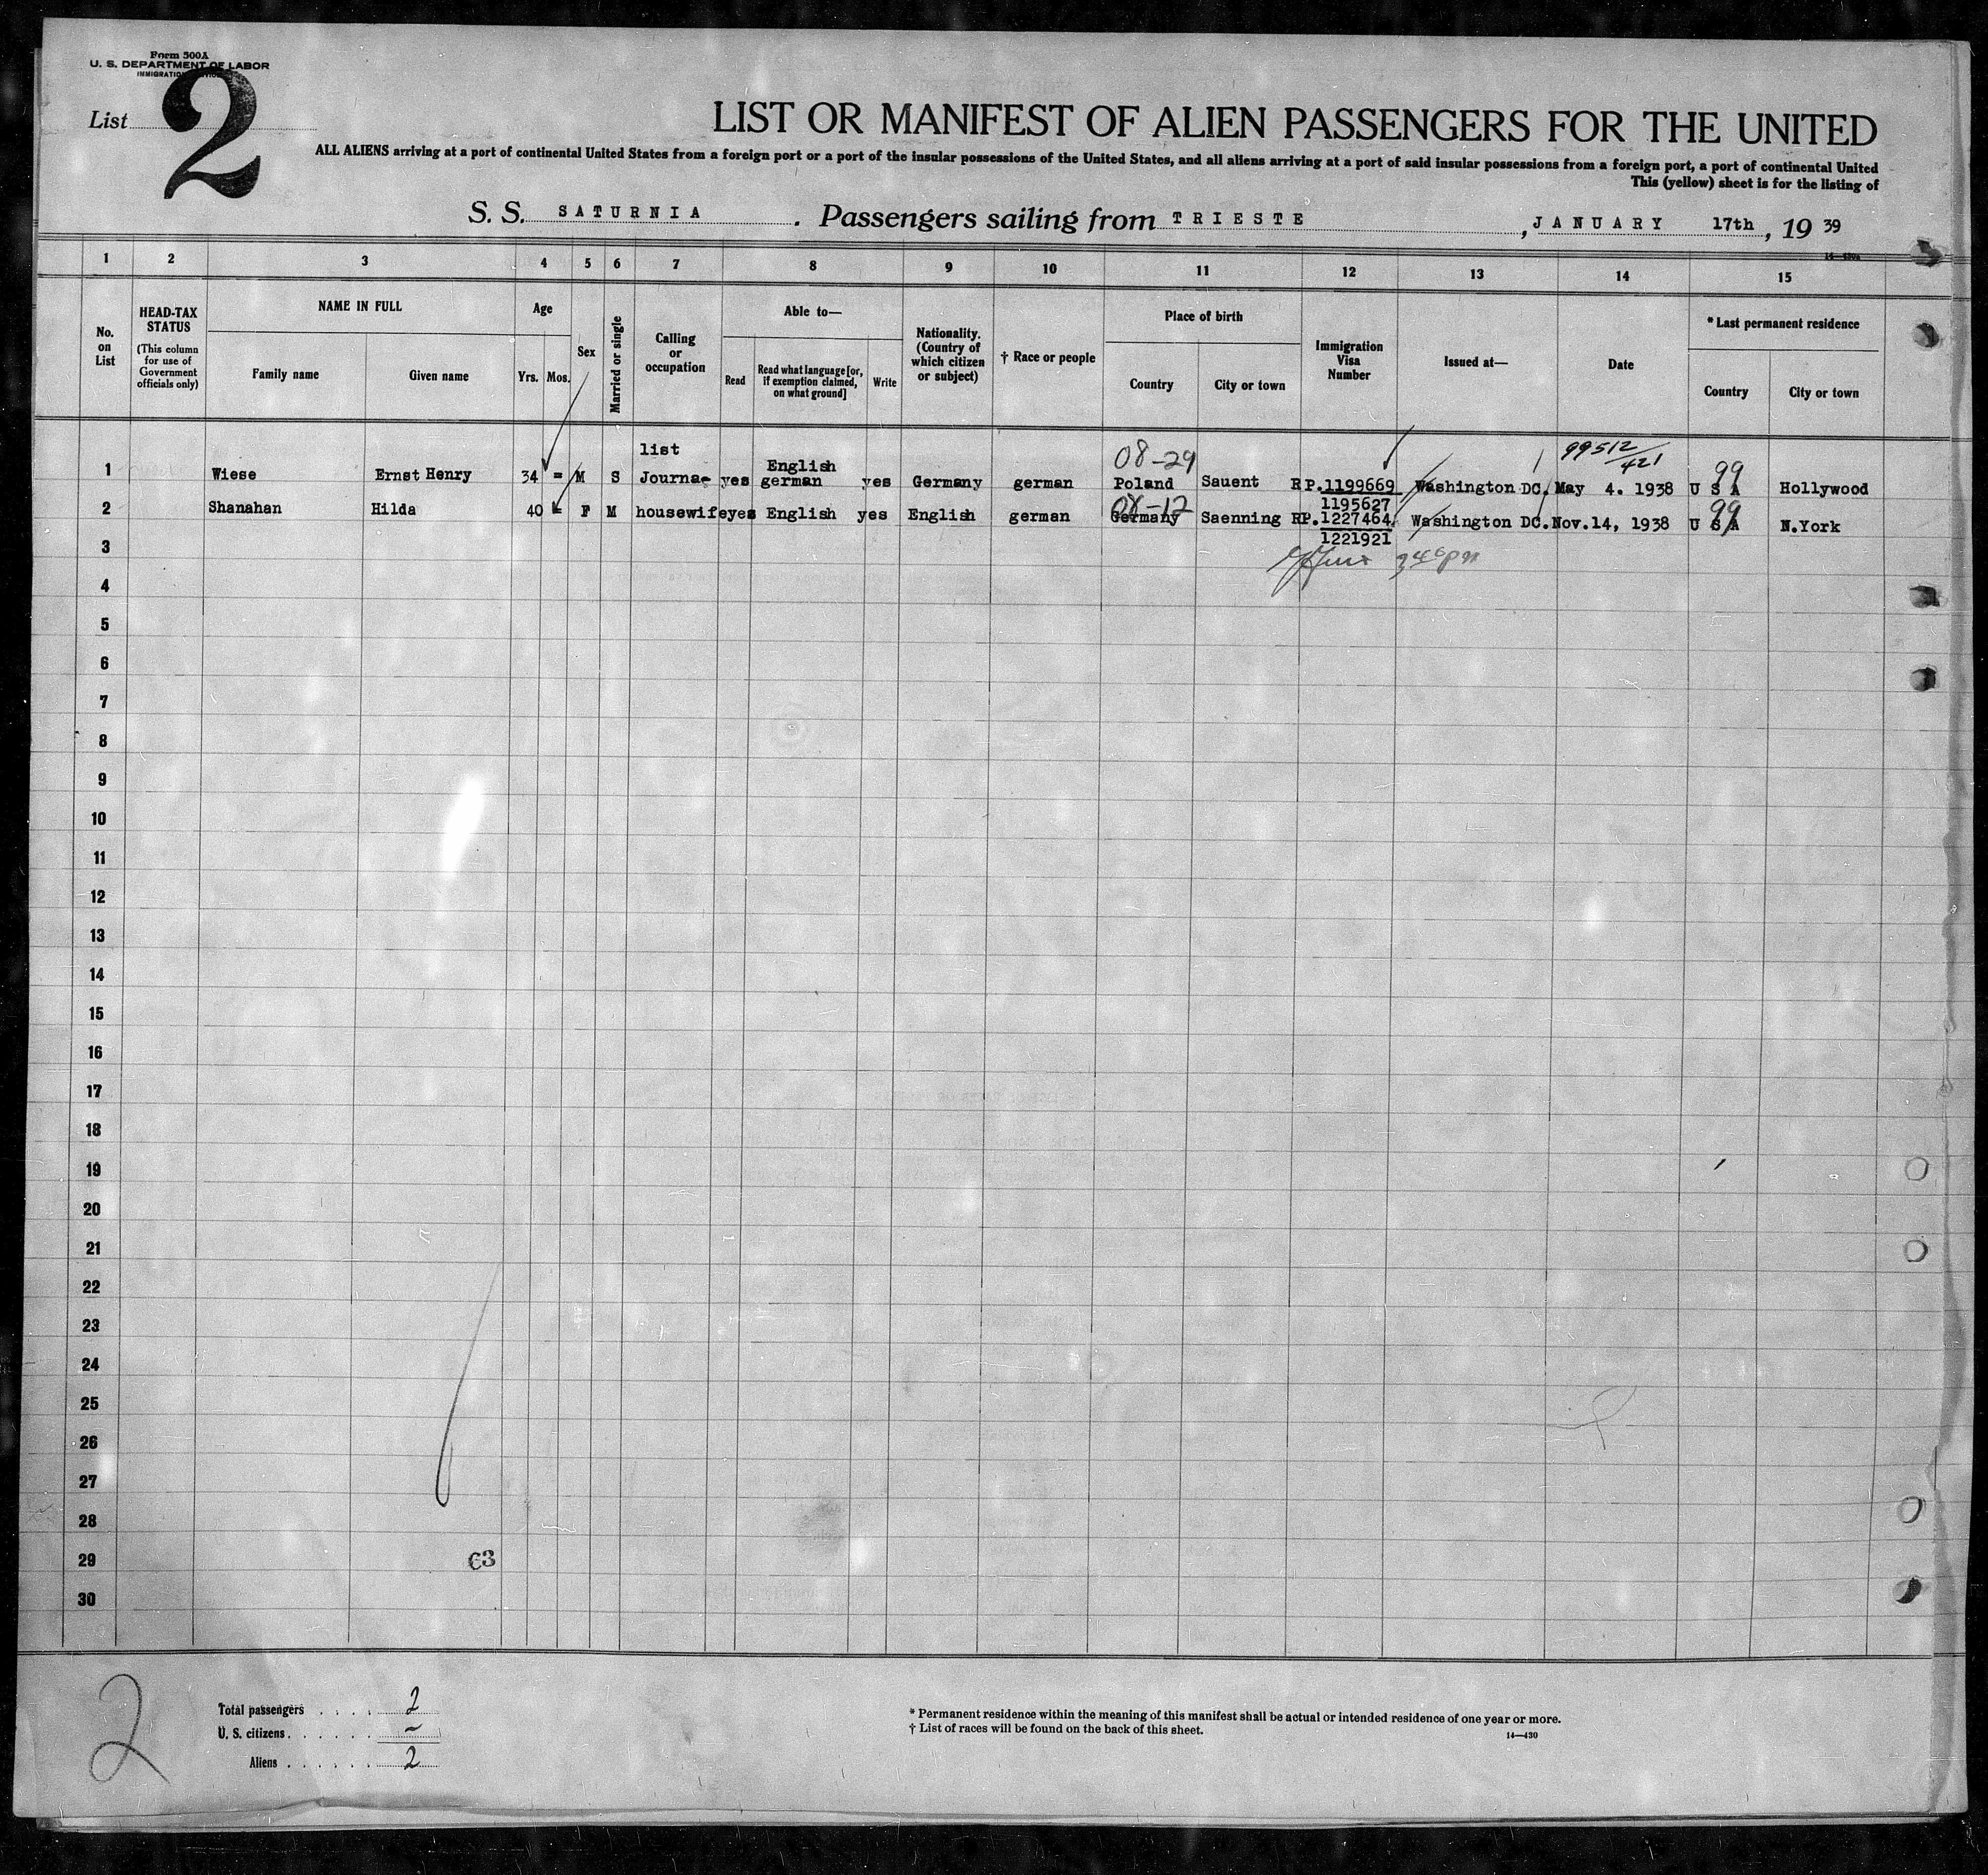 Form 500A
U. S. DEPARTMENT OF LABOR
IMMIGRATION
List 2
LIST OR MANIFEST OF ALIEN PASSENGERS FOR THE UNITED
ALL ALIENS arriving at a port of continental United States from a foreign port or a port of the insular possessions of the United States, and all aliens arriving at a port of said insular possessions from a foreign port, a port of continental United
This (yellow) sheet is for the listing of
S. S. SATURNIA . Passengers sailing from TRIESTE , JANUARY 17th , 19 39
1 2 3 4 5 6 7 8 9 10 11 12 13 14 15
No. on List
HEAD-TAX STATUS
(This column for use of Government officials only)
NAME IN FULL
Family name
Given name
Age
Yrs. Mos.
Sex
Married or single
Calling or occupation
Able to—
Read
Read what language [or, if exemption claimed, on what ground]
Write
Nationality. (Country of which citizen or subject)
† Race or people
Place of birth
Country
City or town
Immigration Visa Number
Issued at—
Date
* Last permanent residence
Country
City or town
list English 08-29 99512/421 99
1 Wiese Ernst Henry 34 = M S Journa- yes german yes Germany german Poland Sauent RP.1199669 Washington DC. May 4. 1938 U S A Hollywood
08-12 1195627 99
2 Shanahan Hilda 40 = F M housewife yes English yes English german Germany Saenning RP.1227464 Washington DC. Nov.14, 1938 U S A N.York
1221921
3
340pm
4
5
6
7
8
9
10
11
12
13
14
15
16
17
18
19
20
21
22
23
24
25
26
27
28
29
63
30
2
Total passengers . . . . 2
U. S. citizens . . . . . . –
Aliens . . . . . . 2
* Permanent residence within the meaning of this manifest shall be actual or intended residence of one year or more.
† List of races will be found on the back of this sheet.
14—430